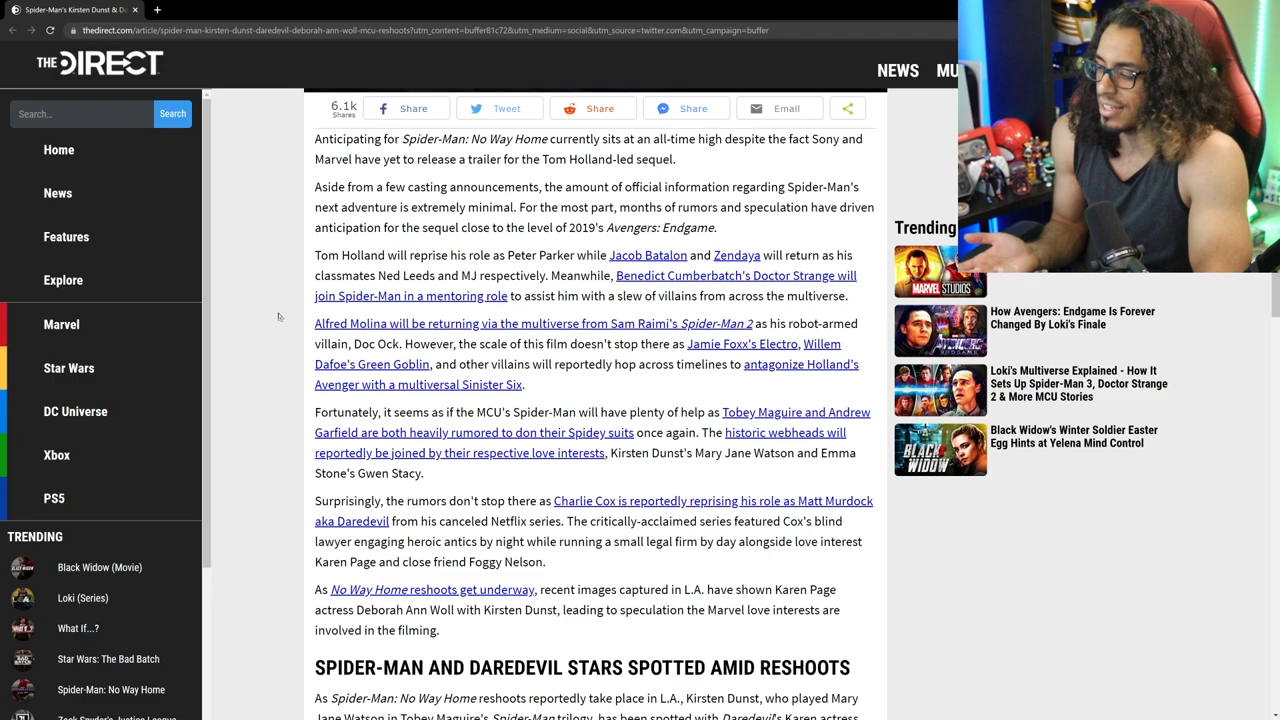 Spider-Man's Kirsten Dunst & Da
thedirect.com/article/spider-man-kirsten-dunst-daredevil-deborah-ann-woll-mcu-reshoots?utm_content=buffer81c72&utm_medium=social&utm_source=twitter.com&utm_campaign=buffer
THE DIRECT
NEWS MU
Search...
Search
Home
News
Features
Explore
Marvel
Star Wars
DC Universe
Xbox
PS5
TRENDING
Black Widow (Movie)
Loki (Series)
What If...?
Star Wars: The Bad Batch
Spider-Man: No Way Home
Zack Snyder's Justice League
6.1k
Shares
Share
Tweet
Share
Share
Email
Anticipating for Spider-Man: No Way Home currently sits at an all-time high despite the fact Sony and
Marvel have yet to release a trailer for the Tom Holland-led sequel.
Aside from a few casting announcements, the amount of official information regarding Spider-Man's
next adventure is extremely minimal. For the most part, months of rumors and speculation have driven
anticipation for the sequel close to the level of 2019's Avengers: Endgame.
Tom Holland will reprise his role as Peter Parker while Jacob Batalon and Zendaya will return as his
classmates Ned Leeds and MJ respectively. Meanwhile, Benedict Cumberbatch's Doctor Strange will
join Spider-Man in a mentoring role to assist him with a slew of villains from across the multiverse.
Alfred Molina will be returning via the multiverse from Sam Raimi's Spider-Man 2 as his robot-armed
villain, Doc Ock. However, the scale of this film doesn't stop there as Jamie Foxx's Electro, Willem
Dafoe's Green Goblin, and other villains will reportedly hop across timelines to antagonize Holland's
Avenger with a multiversal Sinister Six.
Fortunately, it seems as if the MCU's Spider-Man will have plenty of help as Tobey Maguire and Andrew
Garfield are both heavily rumored to don their Spidey suits once again. The historic webheads will
reportedly be joined by their respective love interests, Kirsten Dunst's Mary Jane Watson and Emma
Stone's Gwen Stacy.
Surprisingly, the rumors don't stop there as Charlie Cox is reportedly reprising his role as Matt Murdock
aka Daredevil from his canceled Netflix series. The critically-acclaimed series featured Cox's blind
lawyer engaging heroic antics by night while running a small legal firm by day alongside love interest
Karen Page and close friend Foggy Nelson.
As No Way Home reshoots get underway, recent images captured in L.A. have shown Karen Page
actress Deborah Ann Woll with Kirsten Dunst, leading to speculation the Marvel love interests are
involved in the filming.
SPIDER-MAN AND DAREDEVIL STARS SPOTTED AMID RESHOOTS
As Spider-Man: No Way Home reshoots reportedly take place in L.A., Kirsten Dunst, who played Mary
Jane Watson in Tobey Maguire's Spider-Man trilogy, has been spotted with Daredevil's Karen actress
Trending
MARVEL STUDIOS
How Avengers: Endgame Is Forever
Changed By Loki's Finale
Loki's Multiverse Explained - How It
Sets Up Spider-Man 3, Doctor Strange
2 & More MCU Stories
BLACK WIDOW
Black Widow's Winter Soldier Easter
Egg Hints at Yelena Mind Control